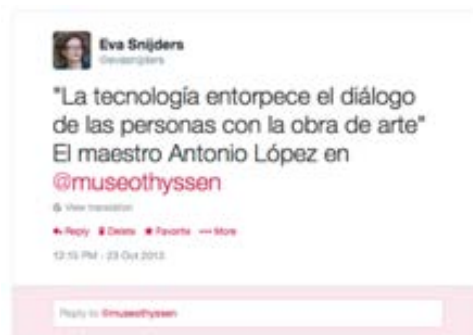 Eva Snijders
@evasnijders
"La tecnología entorpece el diálogo
de las personas con la obra de arte"
El maestro Antonio López en
@museothyssen
View translation
Reply Delete Favorite More
12:15 PM - 23 Oct 2013
Reply to @museothyssen